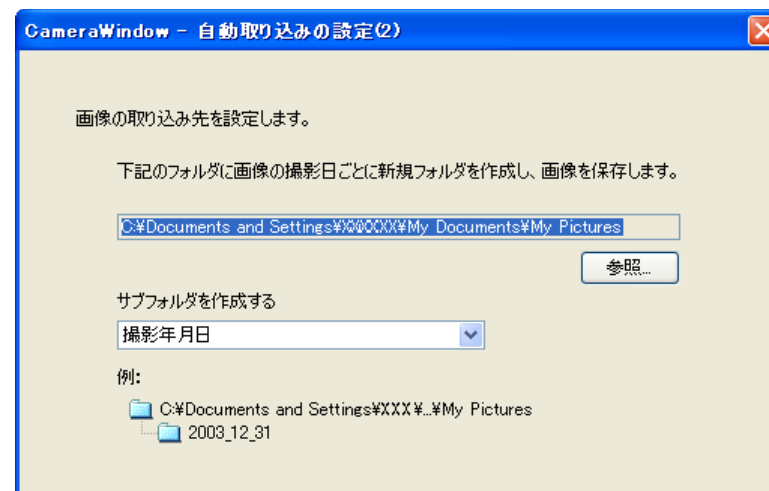 CameraWindow - 自動取り込みの設定(2)
画像の取り込み先を設定します。
下記のフォルダに画像の撮影日ごとに新規フォルダを作成し、画像を保存します。
C:¥Documents and Settings¥XXXXXX¥My Documents¥My Pictures
参照...
サブフォルダを作成する
撮影年月日
例:
C:¥Documents and Settings¥XXX¥...¥My Pictures
2003_12_31